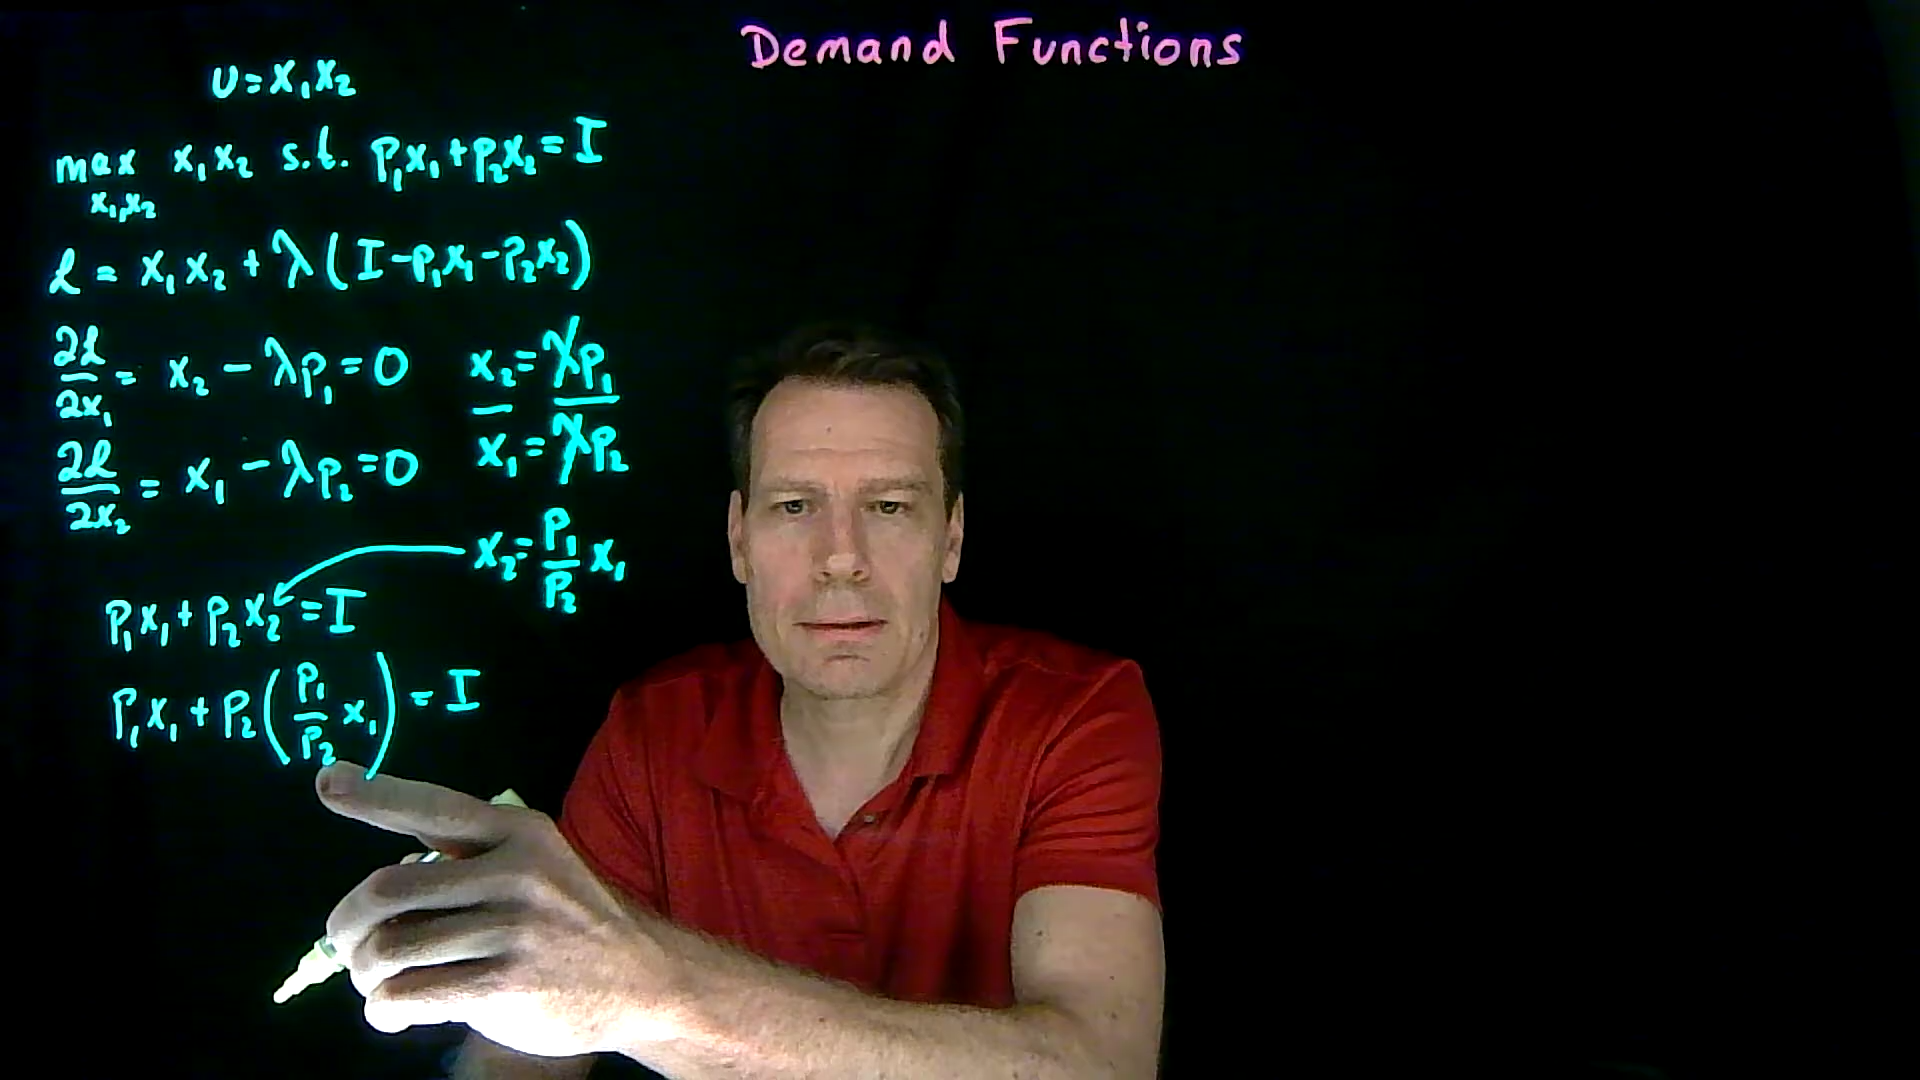 Demand Functions
U = x₁x₂
max x₁x₂ s.t. p₁x₁ + p₂x₂ = I
x₁,x₂
ℒ = x₁x₂ + λ(I - p₁x₁ - p₂x₂)
∂ℒ/∂x₁ = x₂ - λp₁ = 0
∂ℒ/∂x₂ = x₁ - λp₂ = 0
x₂ = λp₁
x₁ = λp₂
x₂ = p₁/p₂ x₁
p₁x₁ + p₂x₂ = I
p₁x₁ + p₂(p₁/p₂ x₁) = I